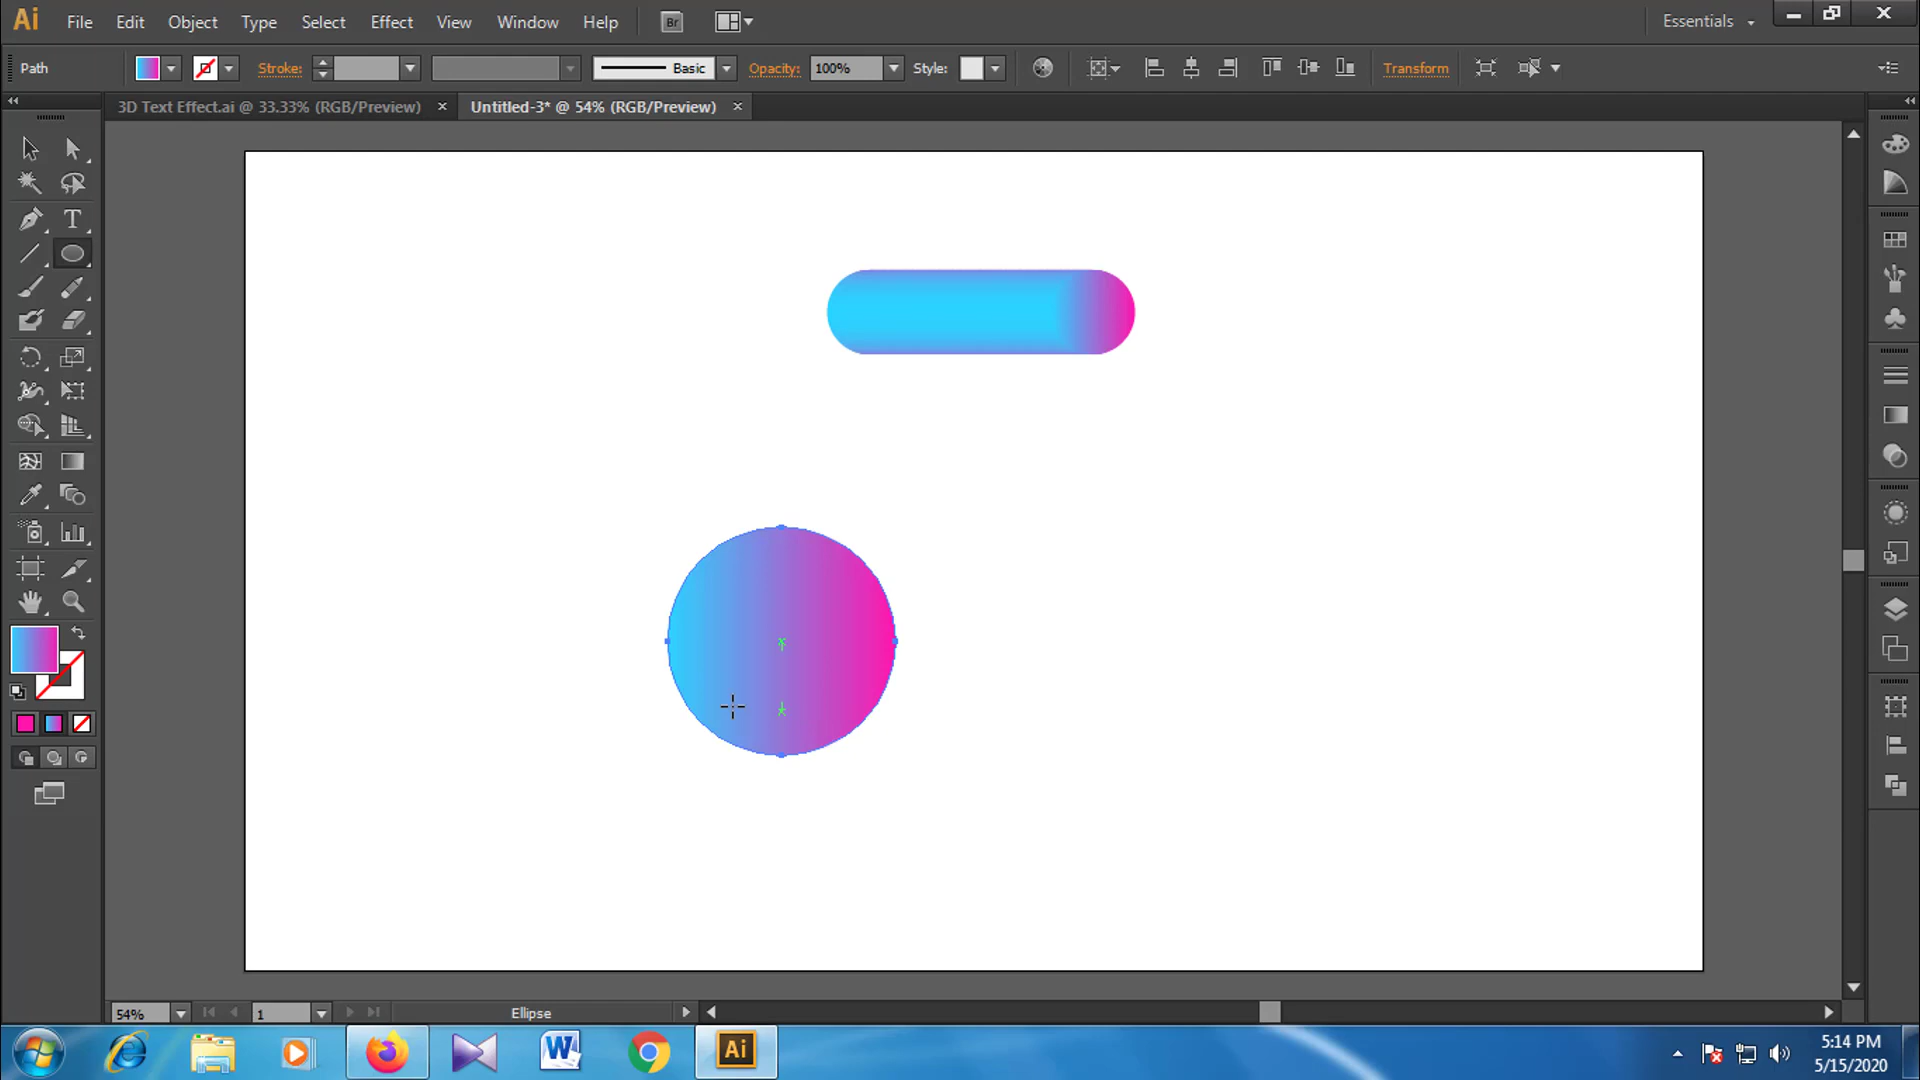 Ai File Edit Object Type Select Effect View Window Help Br Essentials
Path Stroke: Basic Opacity: 100% Style: Transform
3D Text Effect.ai @ 33.33% (RGB/Preview) Untitled-3* @ 54% (RGB/Preview)
T
54% 1 Ellipse
W Ai
5:14 PM
5/15/2020